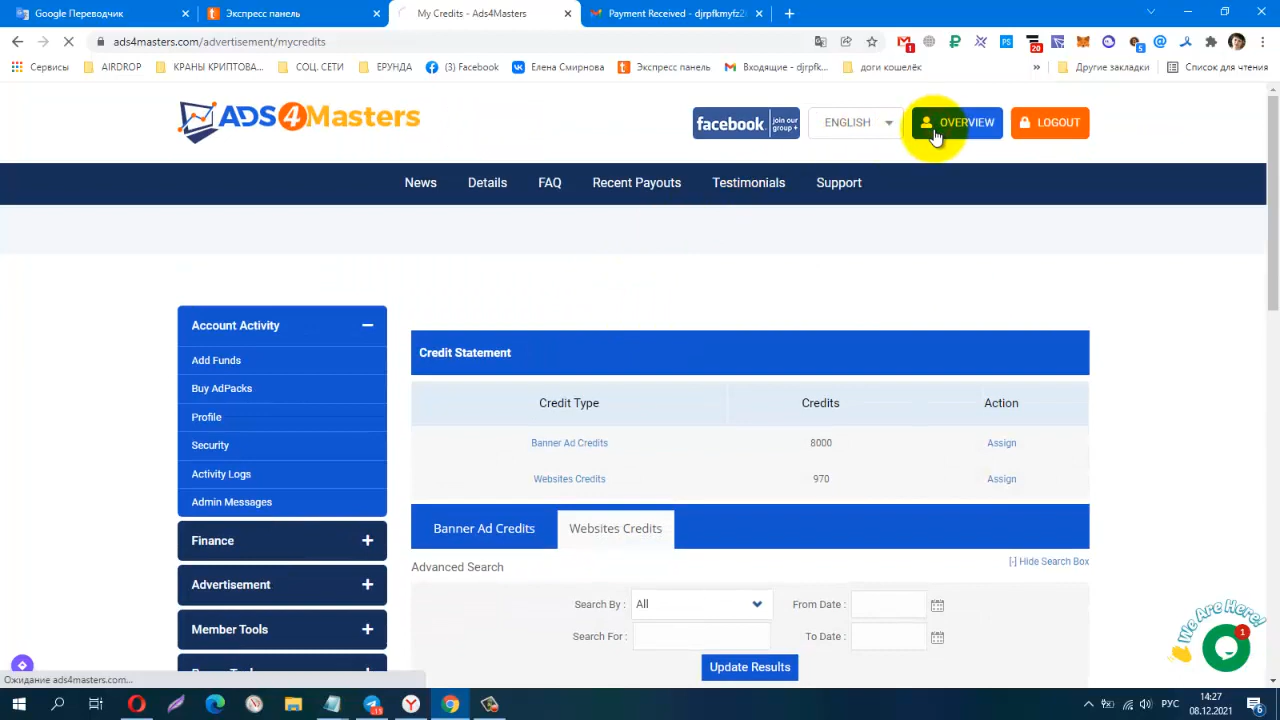 Google Переводчик
Экспресс панель
My Credits - Ads4Masters
Payment Received - djrpfkmyfz2
ads4masters.com/advertisement/mycredits
1
20
5
Сервисы
AIRDROP
КРАНЫ КРИПТОВА...
СОЦ. СЕТИ
ЕРУНДА
(3) Facebook
Елена Смирнова
Экспресс панель
Входящие - djrpfk...
доги кошелёк
»
Другие закладки
Список для чтения
ADS4Masters
facebook. join our group+
ENGLISH
OVERVIEW
LOGOUT
News
Details
FAQ
Recent Payouts
Testimonials
Support
Account Activity
Add Funds
Buy AdPacks
Profile
Security
Activity Logs
Admin Messages
Finance
Advertisement
Member Tools
Credit Statement
Credit Type
Credits
Action
Banner Ad Credits
8000
Assign
Websites Credits
970
Assign
Banner Ad Credits
Websites Credits
[-] Hide Search Box
Advanced Search
Search By :
All
From Date :
Search For :
To Date :
Update Results
We Are Here!
1
Ожидание ads4masters.com...
РУС
14:27
08.12.2021
6